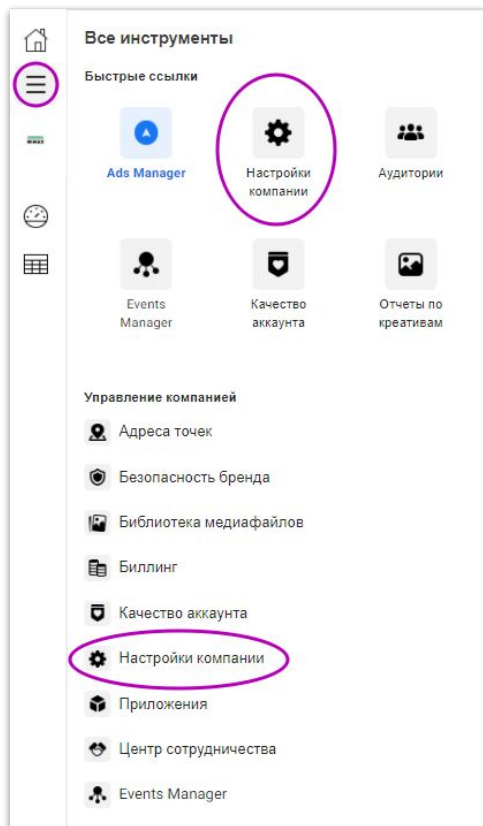 Все инструменты
Быстрые ссылки
Ads Manager
Настройки
компании
Аудитории
Events
Manager
Качество
аккаунта
Отчеты по
креативам
Управление компанией
Адреса точек
Безопасность бренда
Библиотека медиафайлов
Биллинг
Качество аккаунта
Настройки компании
Приложения
Центр сотрудничества
Events Manager